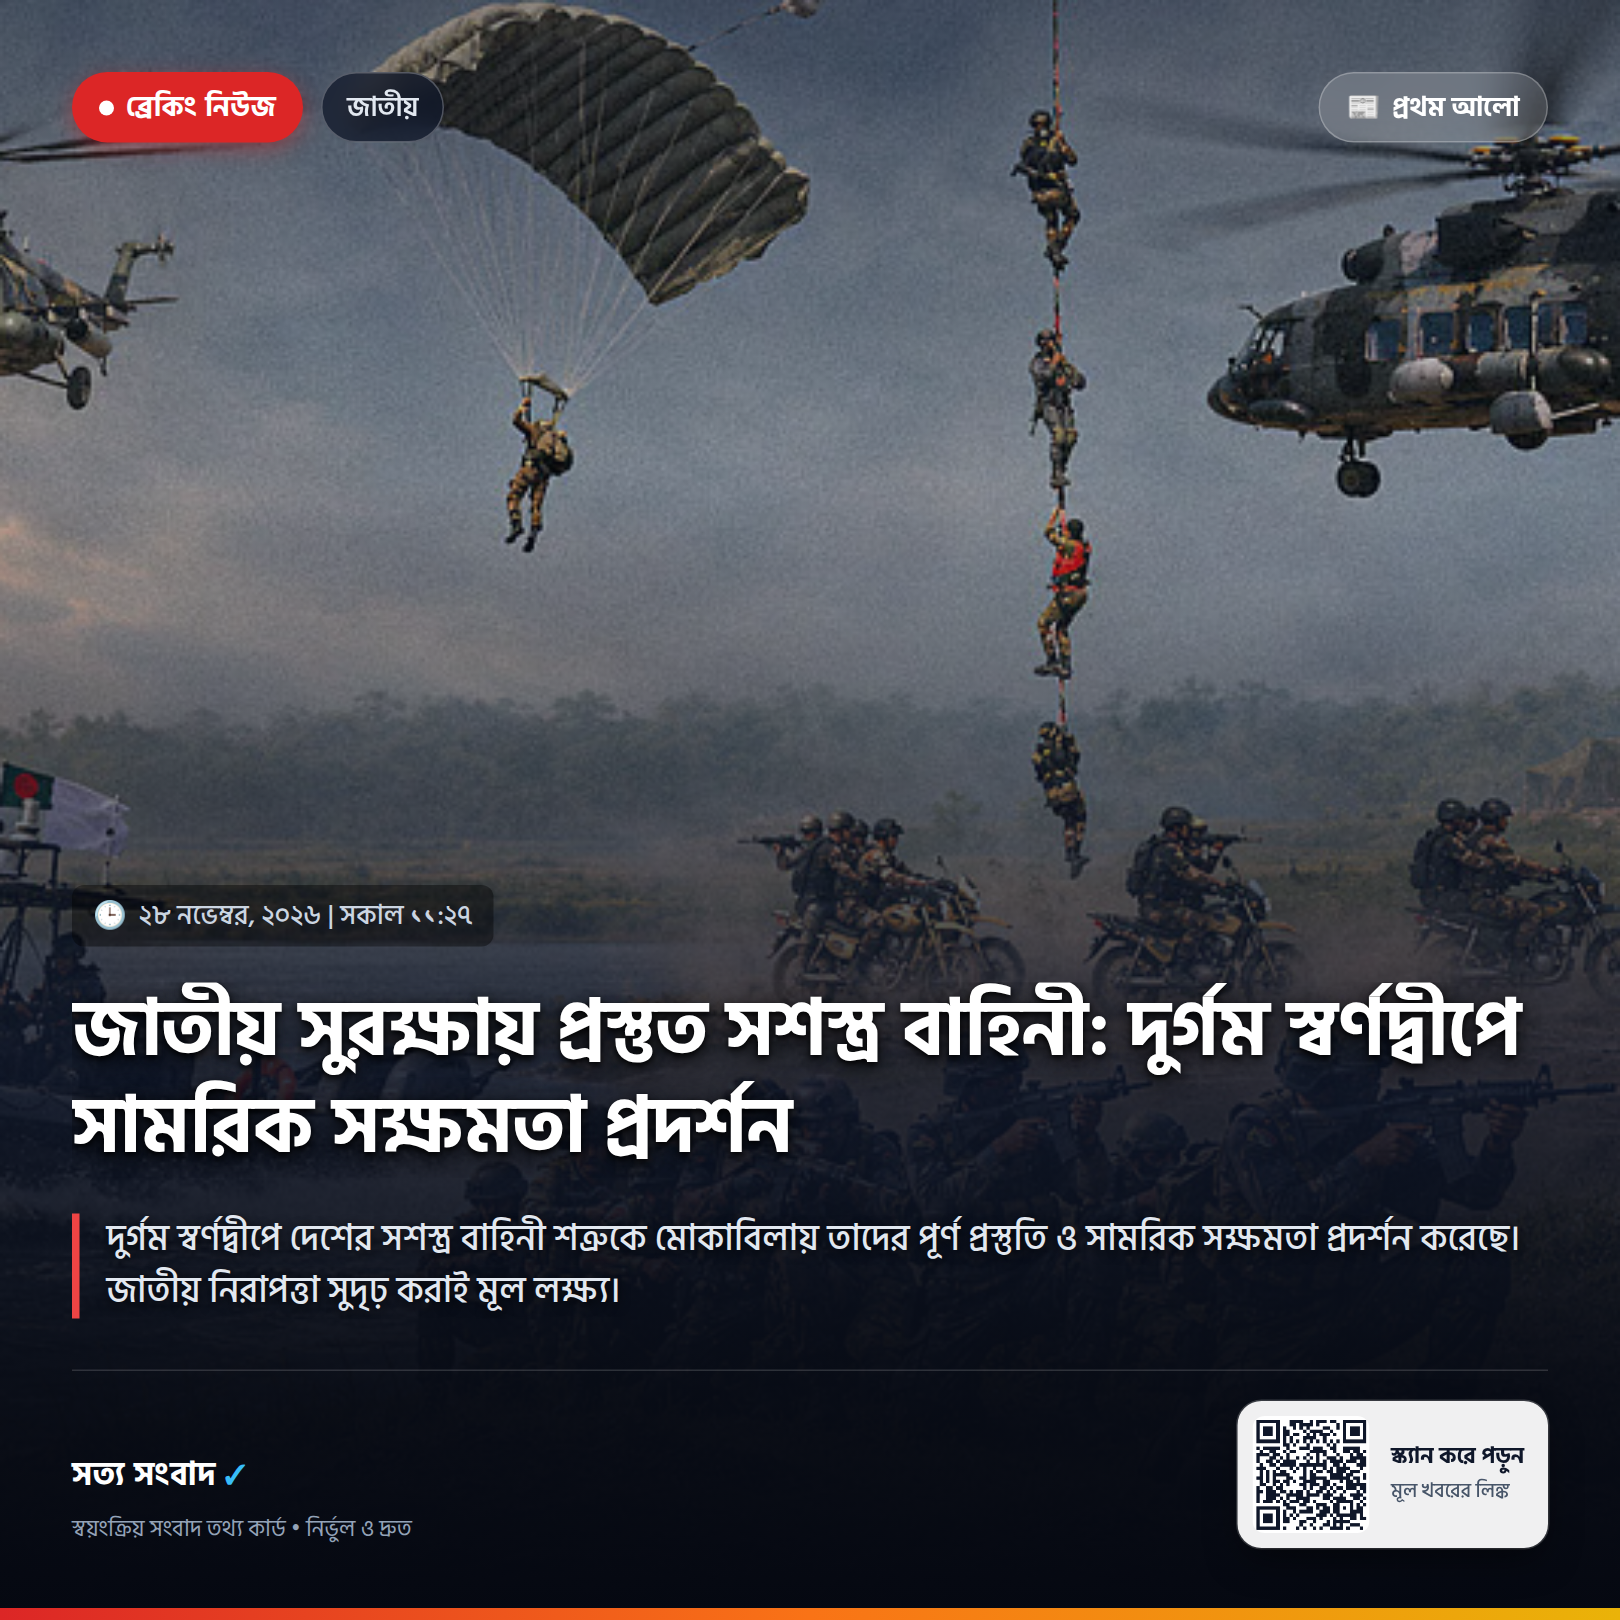 ব্রেকিং নিউজ
জাতীয়
প্রথম আলো
২৮ নভেম্বর, ২০২৬ | সকাল ১১:২৭
জাতীয় সুরক্ষায় প্রস্তুত সশস্ত্র বাহিনী: দুর্গম স্বর্ণদ্বীপে
সামরিক সক্ষমতা প্রদর্শন
দুর্গম স্বর্ণদ্বীপে দেশের সশস্ত্র বাহিনী শত্রুকে মোকাবিলায় তাদের পূর্ণ প্রস্তুতি ও সামরিক সক্ষমতা প্রদর্শন করেছে।
জাতীয় নিরাপত্তা সুদৃঢ় করাই মূল লক্ষ্য।
সত্য সংবাদ ✓
স্বয়ংক্রিয় সংবাদ তথ্য কার্ড • নির্ভুল ও দ্রুত
স্ক্যান করে পড়ুন
মূল খবরের লিঙ্ক